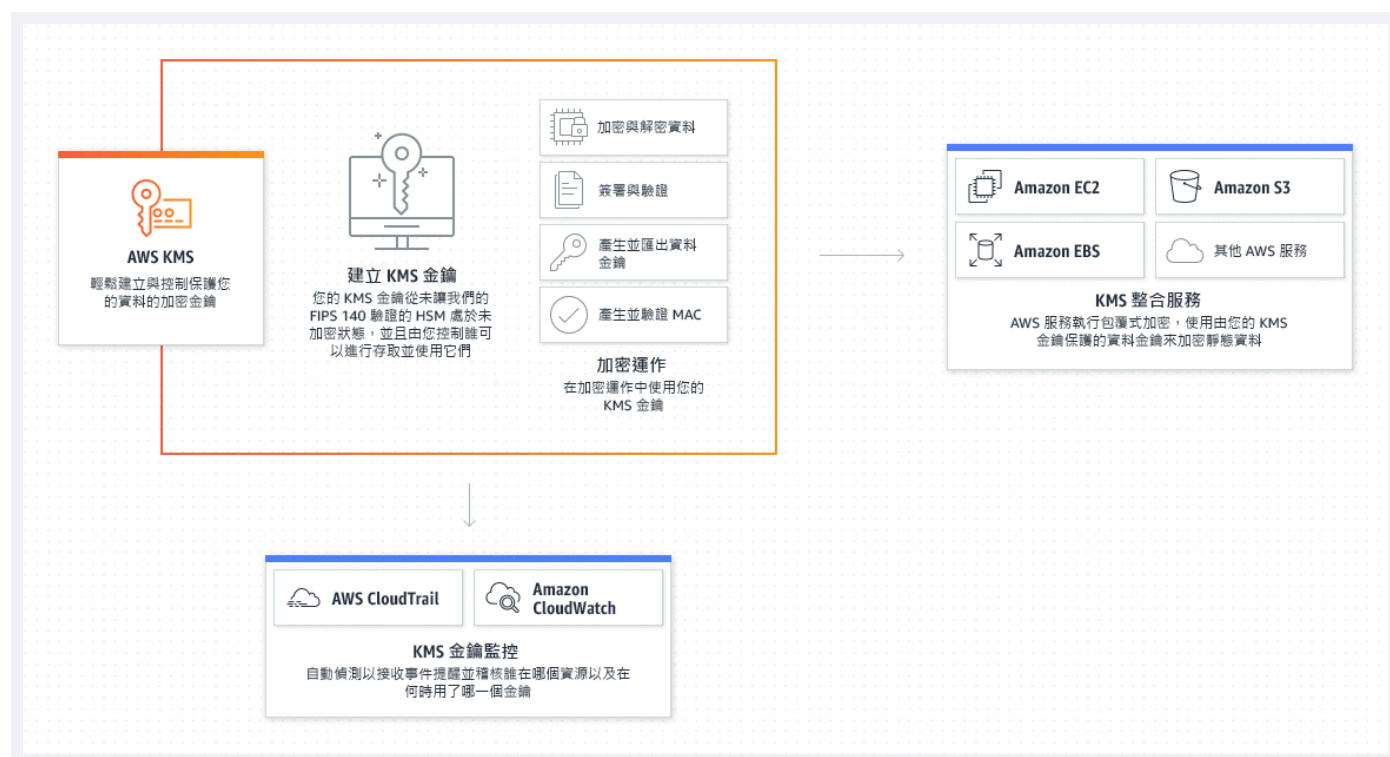 AWS KMS
輕鬆建立與控制保護您
的資料的加密金鑰
建立 KMS 金鑰
您的 KMS 金鑰從未讓我們的
FIPS 140 驗證的 HSM 處於未
加密狀態，並且由您控制誰可
以進行存取並使用它們
加密與解密資料
簽署與驗證
產生並匯出資料
金鑰
產生並驗證 MAC
加密運作
在加密運作中使用您的
KMS 金鑰
Amazon EC2
Amazon S3
Amazon EBS
其他 AWS 服務
KMS 整合服務
AWS 服務執行包覆式加密，使用由您的 KMS
金鑰保護的資料金鑰來加密靜態資料
AWS CloudTrail
Amazon
CloudWatch
KMS 金鑰監控
自動偵測以接收事件提醒並稽核誰在哪個資源以及在
何時用了哪一個金鑰